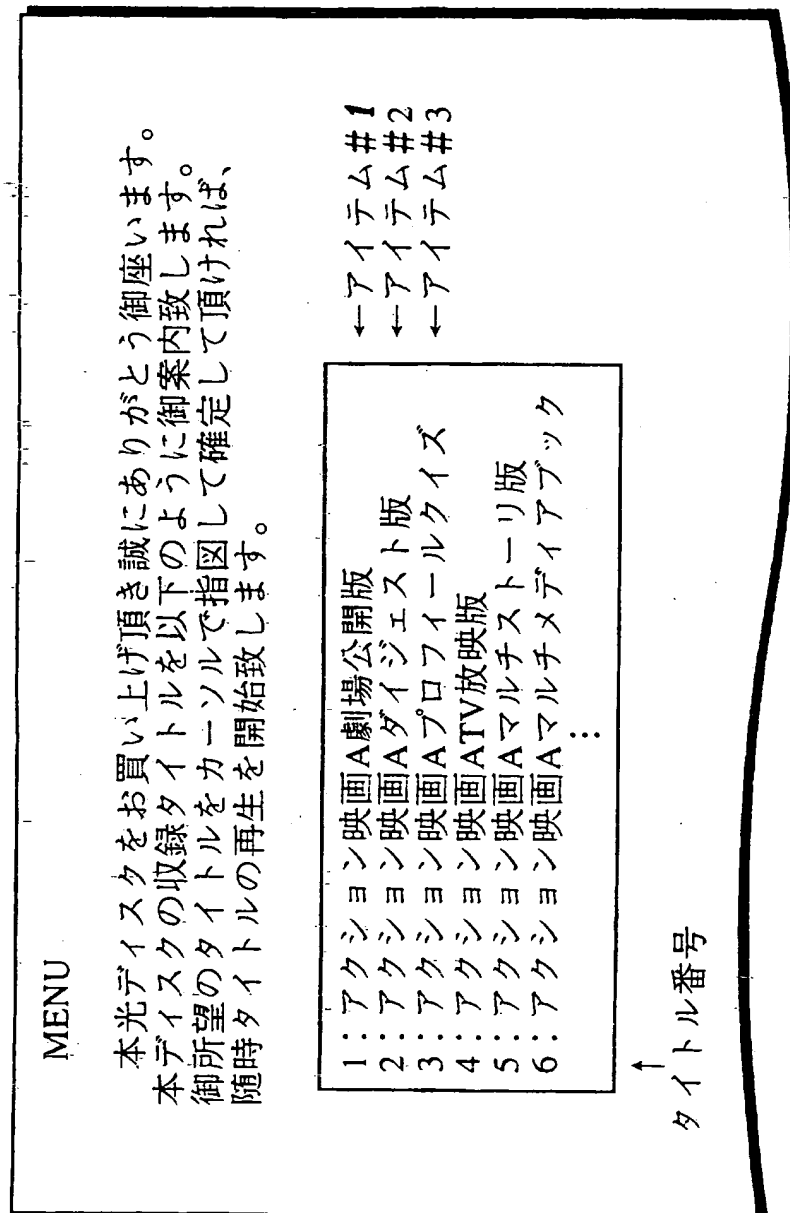 MENU
本光ディスクをお買い上げ頂き誠にありがとう御座います。
本ディスクの収録タイトルを以下のように御案内致します。
御所望のタイトルをカーソルで指図して確定して頂ければ、
随時タイトルの再生を開始致します。
1：アクション映画A劇場公開版 ←アイテム#1
2：アクション映画Aダイジェスト版 ←アイテム#2
3：アクション映画Aプロフィールクイズ ←アイテム#3
4：アクション映画ATV放映版
5：アクション映画Aマルチストーリ版
6：アクション映画Aマルチメディアブック
⋮
↑
タイトル番号